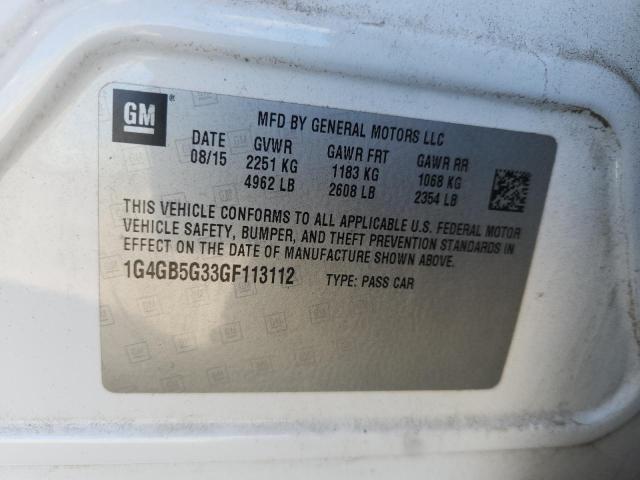 GM ®
MFD BY GENERAL MOTORS LLC
DATE GVWR GAWR FRT GAWR RR
08/15 2251 KG 1183 KG 1068 KG
4962 LB 2608 LB 2354 LB
THIS VEHICLE CONFORMS TO ALL APPLICABLE U.S. FEDERAL MOTOR
VEHICLE SAFETY, BUMPER, AND THEFT PREVENTION STANDARDS IN
EFFECT ON THE DATE OF MANUFACTURE SHOWN ABOVE.
1G4GB5G33GF113112 TYPE: PASS CAR